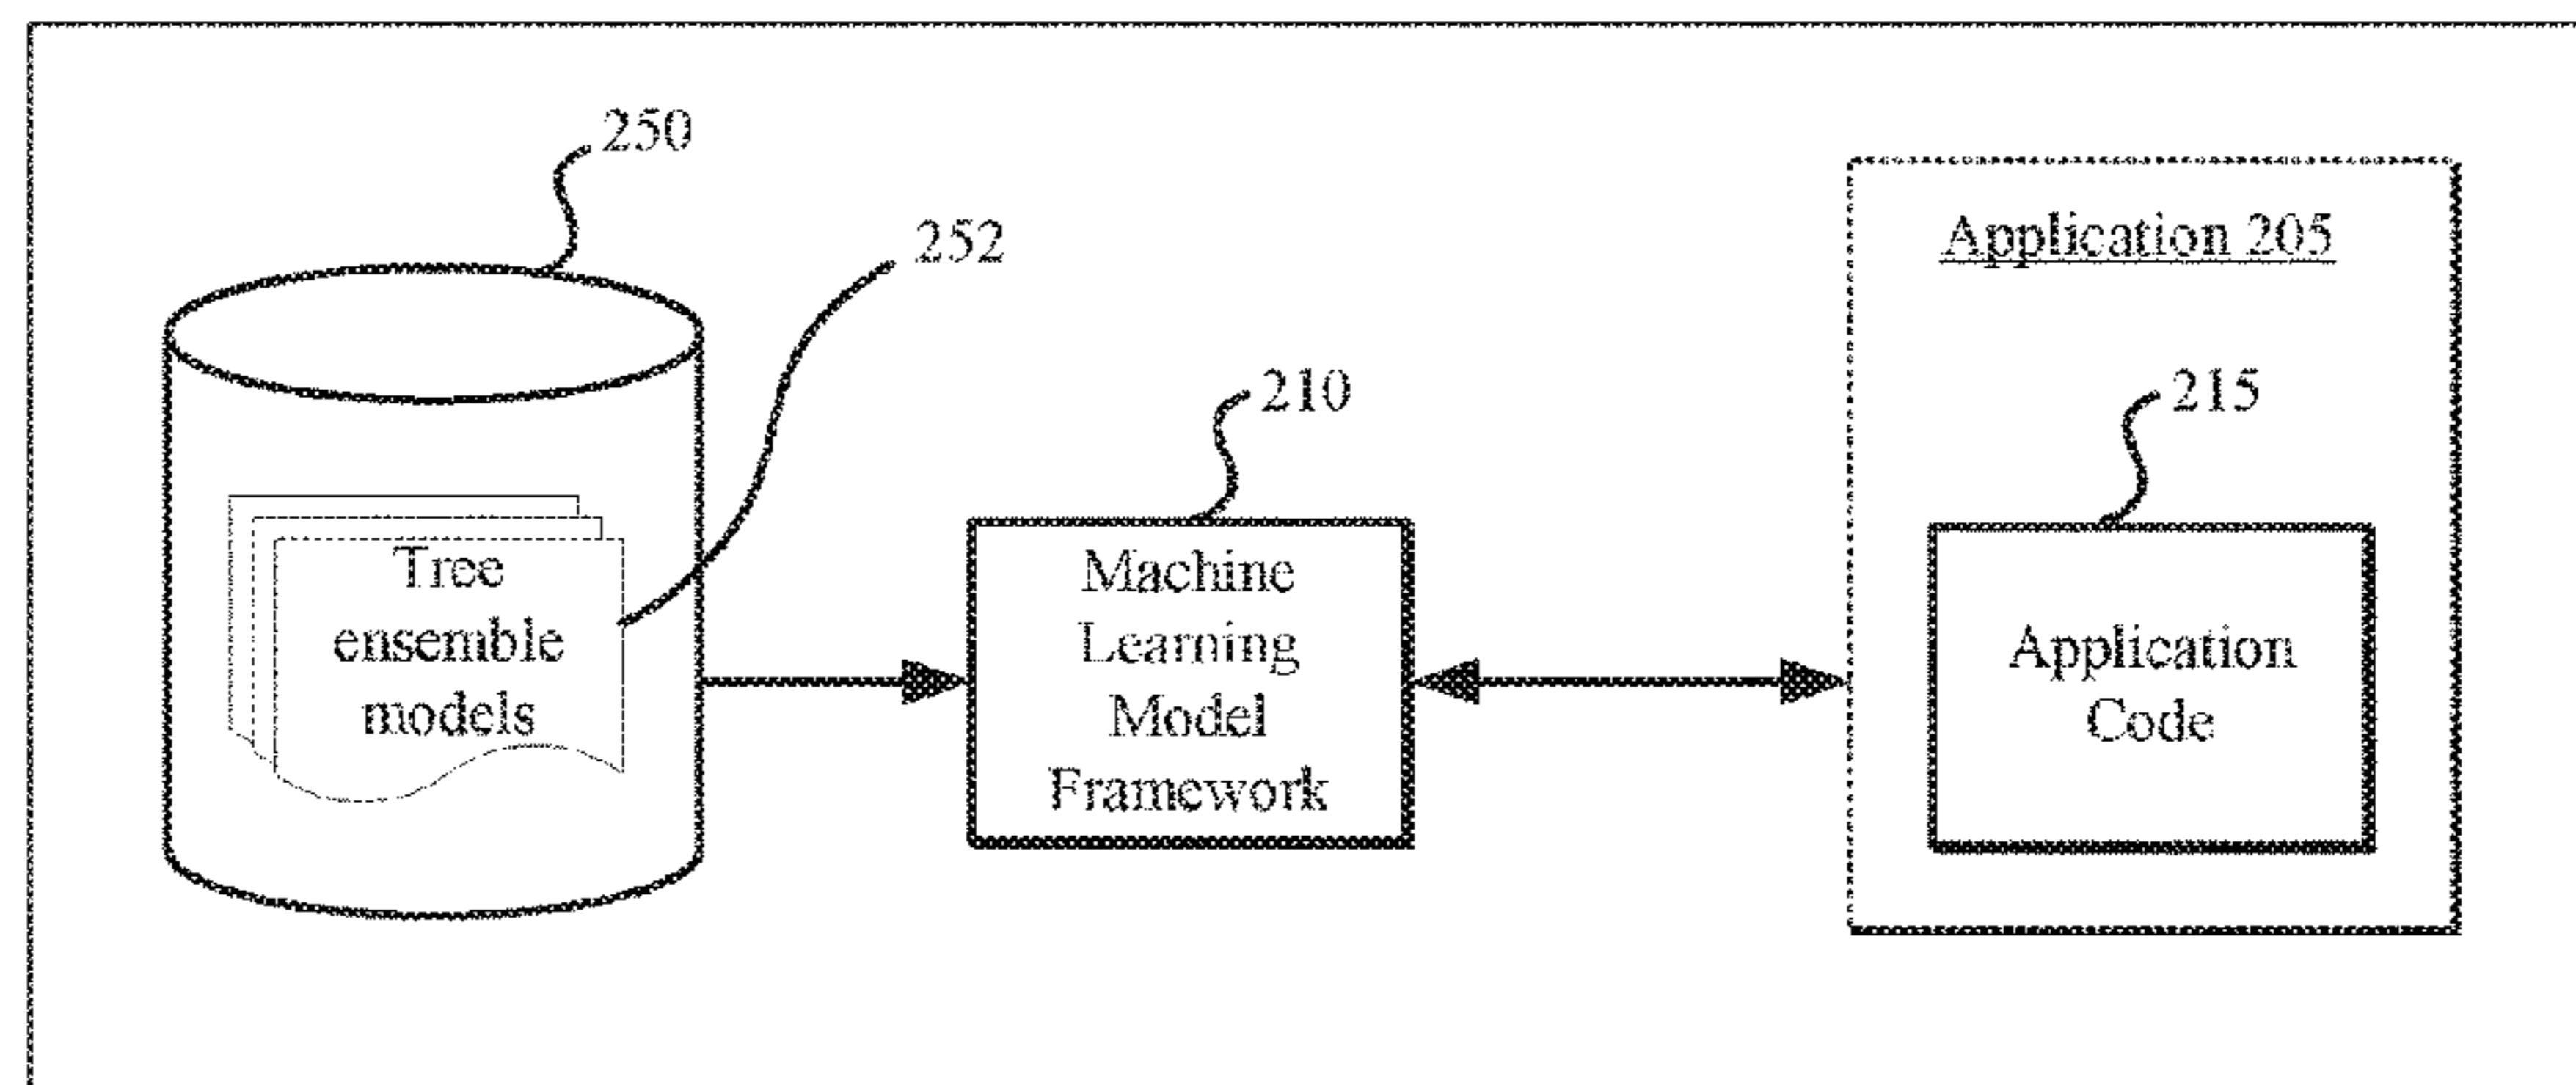 250
252
Application 205
210
215
Tree
ensemble
models
Machine
Learning
Model
Framework
Application
Code